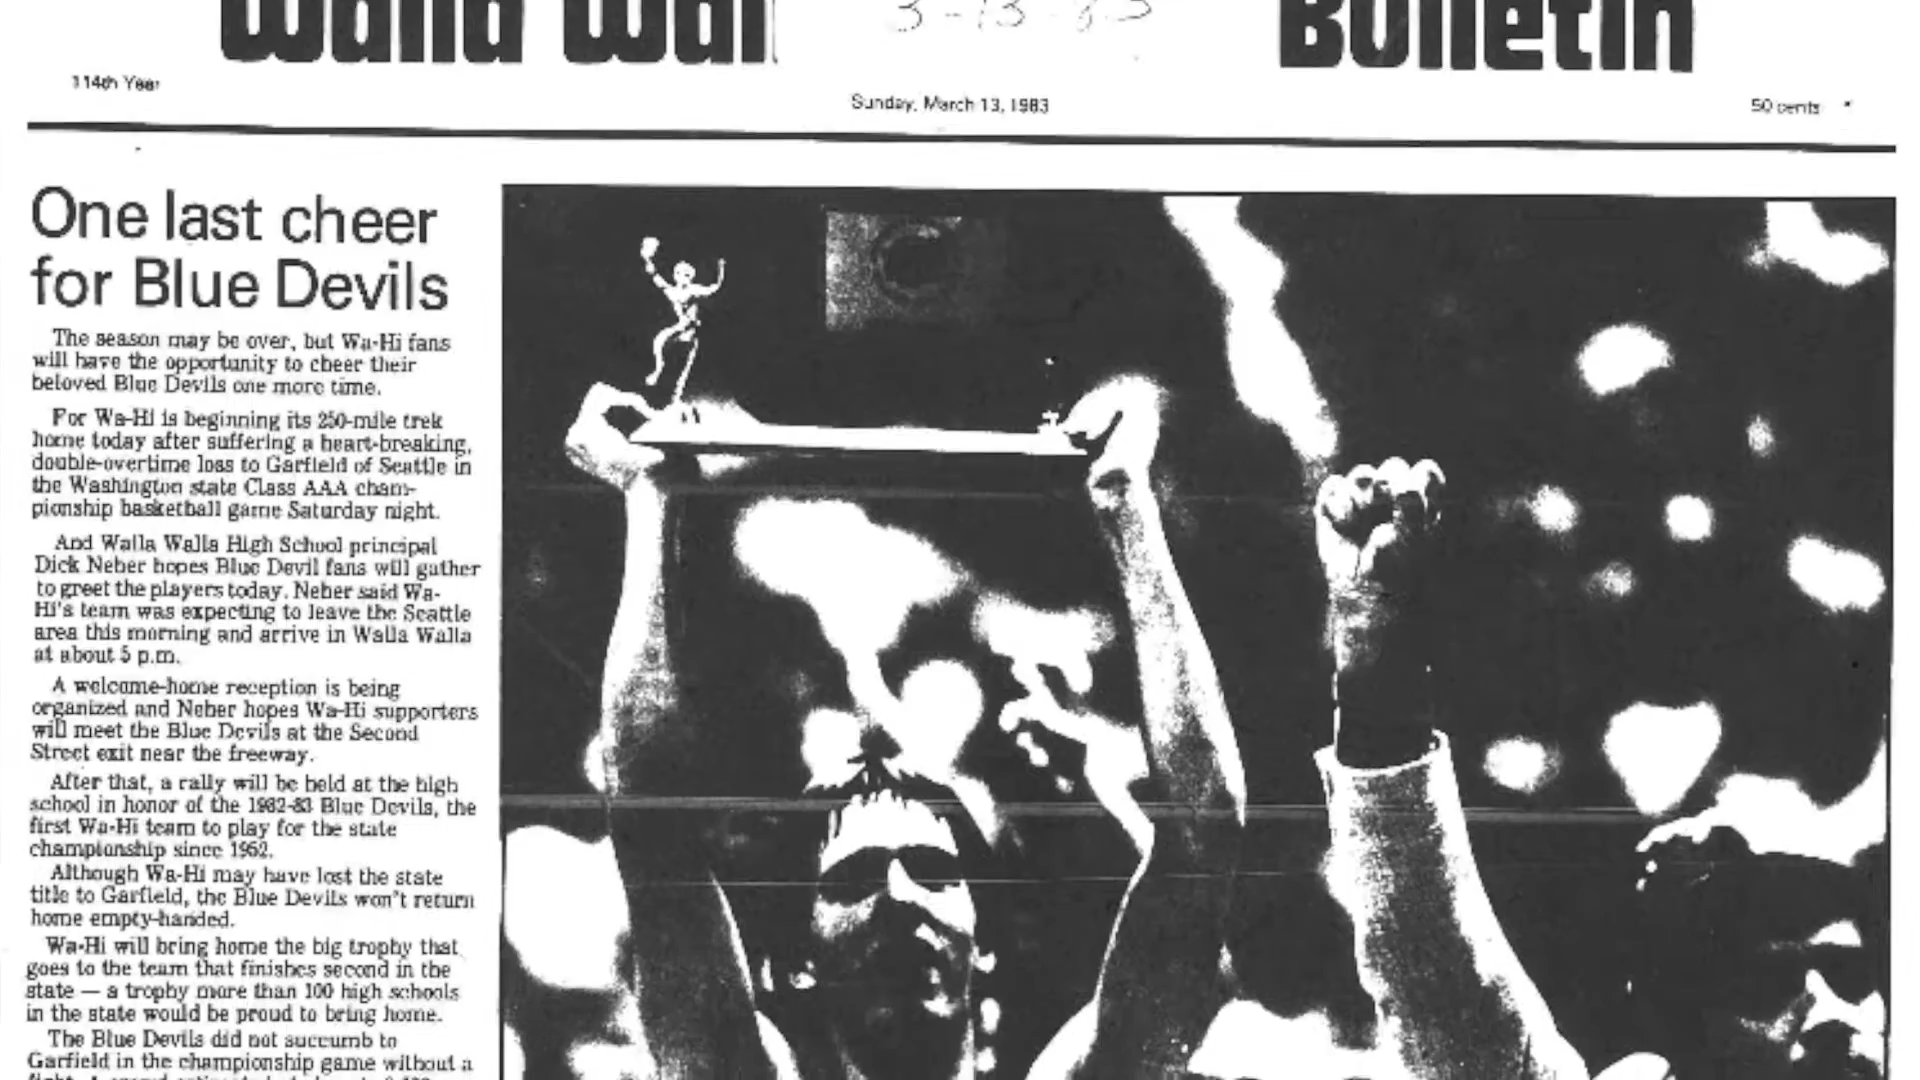 Walla Wal
3-13-83
Bulletin
114th Year
Sunday, March 13, 1983
50 cents
One last cheer
for Blue Devils
The season may be over, but Wa-Hi fans
will have the opportunity to cheer their
beloved Blue Devils one more time.
For Wa-Hi is beginning its 250-mile trek
home today after suffering a heart-breaking,
double-overtime loss to Garfield of Seattle in
the Washington state Class AAA cham-
pionship basketball game Saturday night.
And Walla Walla High School principal
Dick Neher hopes Blue Devil fans will gather
to greet the players today. Neher said Wa-
Hi's team was expecting to leave the Seattle
area this morning and arrive in Walla Walla
at about 5 p.m.
A welcome-home reception is being
organized and Neher hopes Wa-Hi supporters
will meet the Blue Devils at the Second
Street exit near the freeway.
After that, a rally will be held at the high
school in honor of the 1982-83 Blue Devils, the
first Wa-Hi team to play for the state
championship since 1962.
Although Wa-Hi may have lost the state
title to Garfield, the Blue Devils won't return
home empty-handed.
Wa-Hi will bring home the big trophy that
goes to the team that finishes second in the
state — a trophy more than 100 high schools
in the state would be proud to bring home.
The Blue Devils did not succumb to
Garfield in the championship game without a